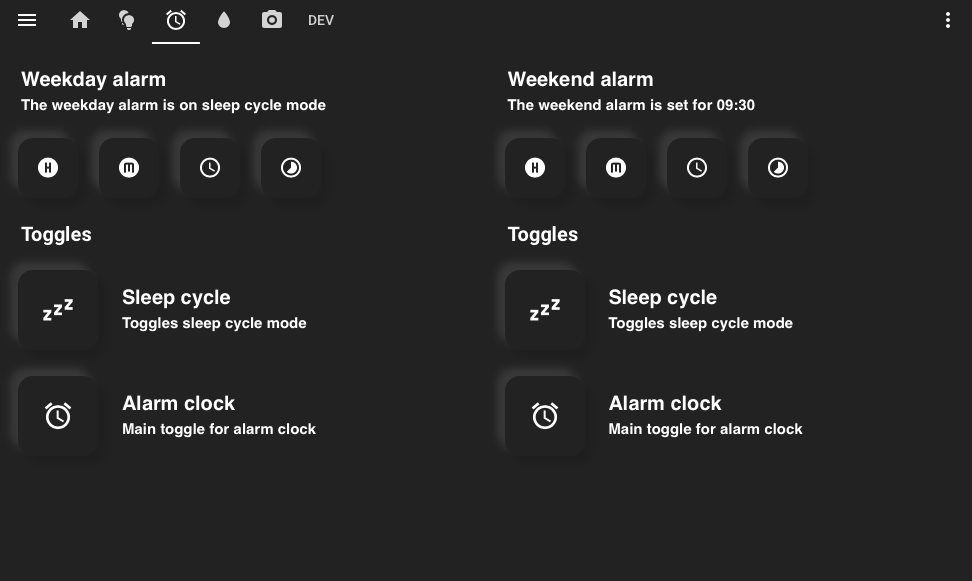 DEV
Weekday alarm
The weekday alarm is on sleep cycle mode
H M
Toggles
zzz
Sleep cycle
Toggles sleep cycle mode
Alarm clock
Main toggle for alarm clock
Weekend alarm
The weekend alarm is set for 09:30
H M
Toggles
zzz
Sleep cycle
Toggles sleep cycle mode
Alarm clock
Main toggle for alarm clock